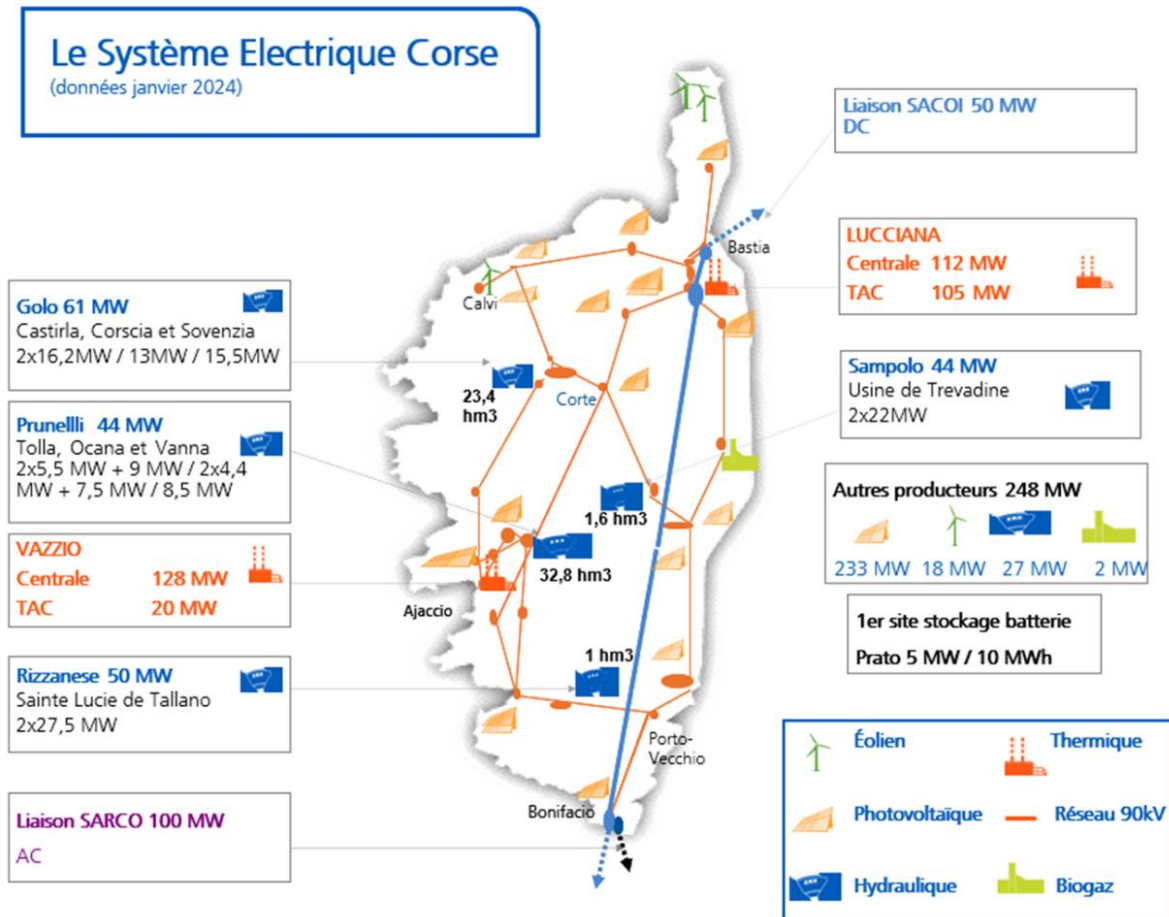 Le Système Electrique Corse
(données janvier 2024)
Liaison SACOI 50 MW
DC
LUCCIANA
Centrale 112 MW
TAC 105 MW
Sampolo 44 MW
Usine de Trevadine
2x22MW
Autres producteurs 248 MW
233 MW 18 MW 27 MW 2 MW
1er site stockage batterie
Prato 5 MW / 10 MWh
Golo 61 MW
Castirla, Corscia et Sovenzia
2x16,2MW / 13MW / 15,5MW
Prunellli 44 MW
Tolla, Ocana et Vanna
2x5,5 MW + 9 MW / 2x4,4
MW + 7,5 MW / 8,5 MW
VAZZIO
Centrale 128 MW
TAC 20 MW
Rizzanese 50 MW
Sainte Lucie de Tallano
2x27,5 MW
Liaison SARCO 100 MW
AC
Bastia
Calvi
23,4
hm3
Corte
1,6 hm3
32,8 hm3
Ajaccio
1 hm3
Porto-
Vecchio
Bonifacio
Éolien
Thermique
Photovoltaïque
Réseau 90kV
Hydraulique
Biogaz